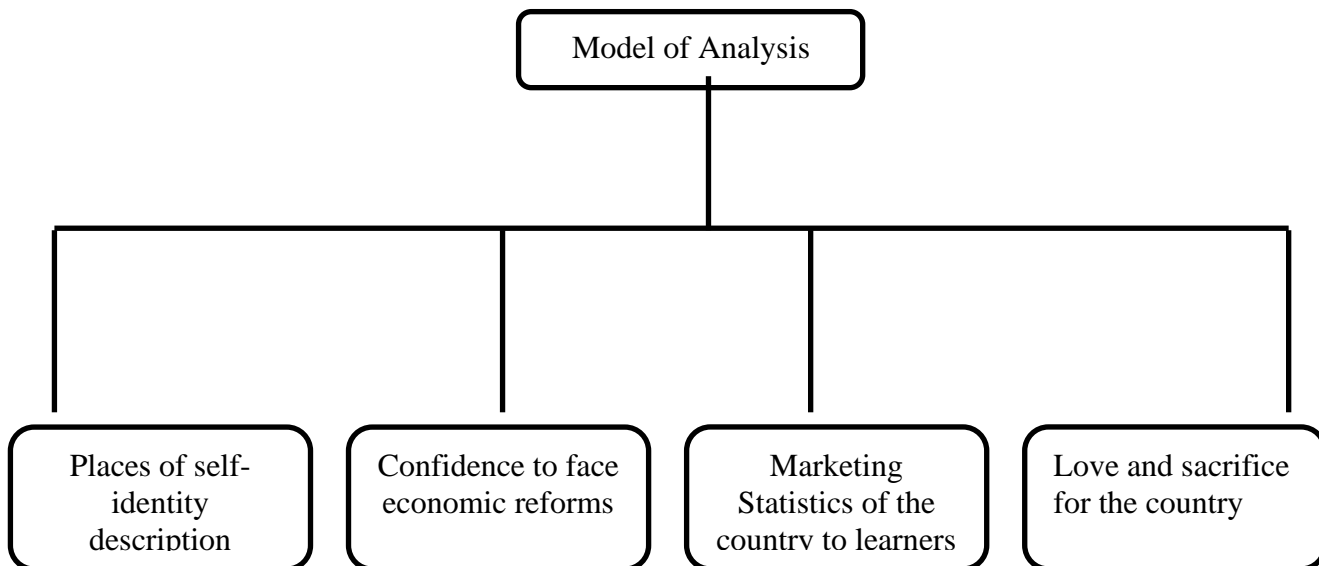 Model of Analysis
Places of self-
identity
description
Confidence to face
economic reforms
Marketing
Statistics of the
country to learners
Love and sacrifice
for the country